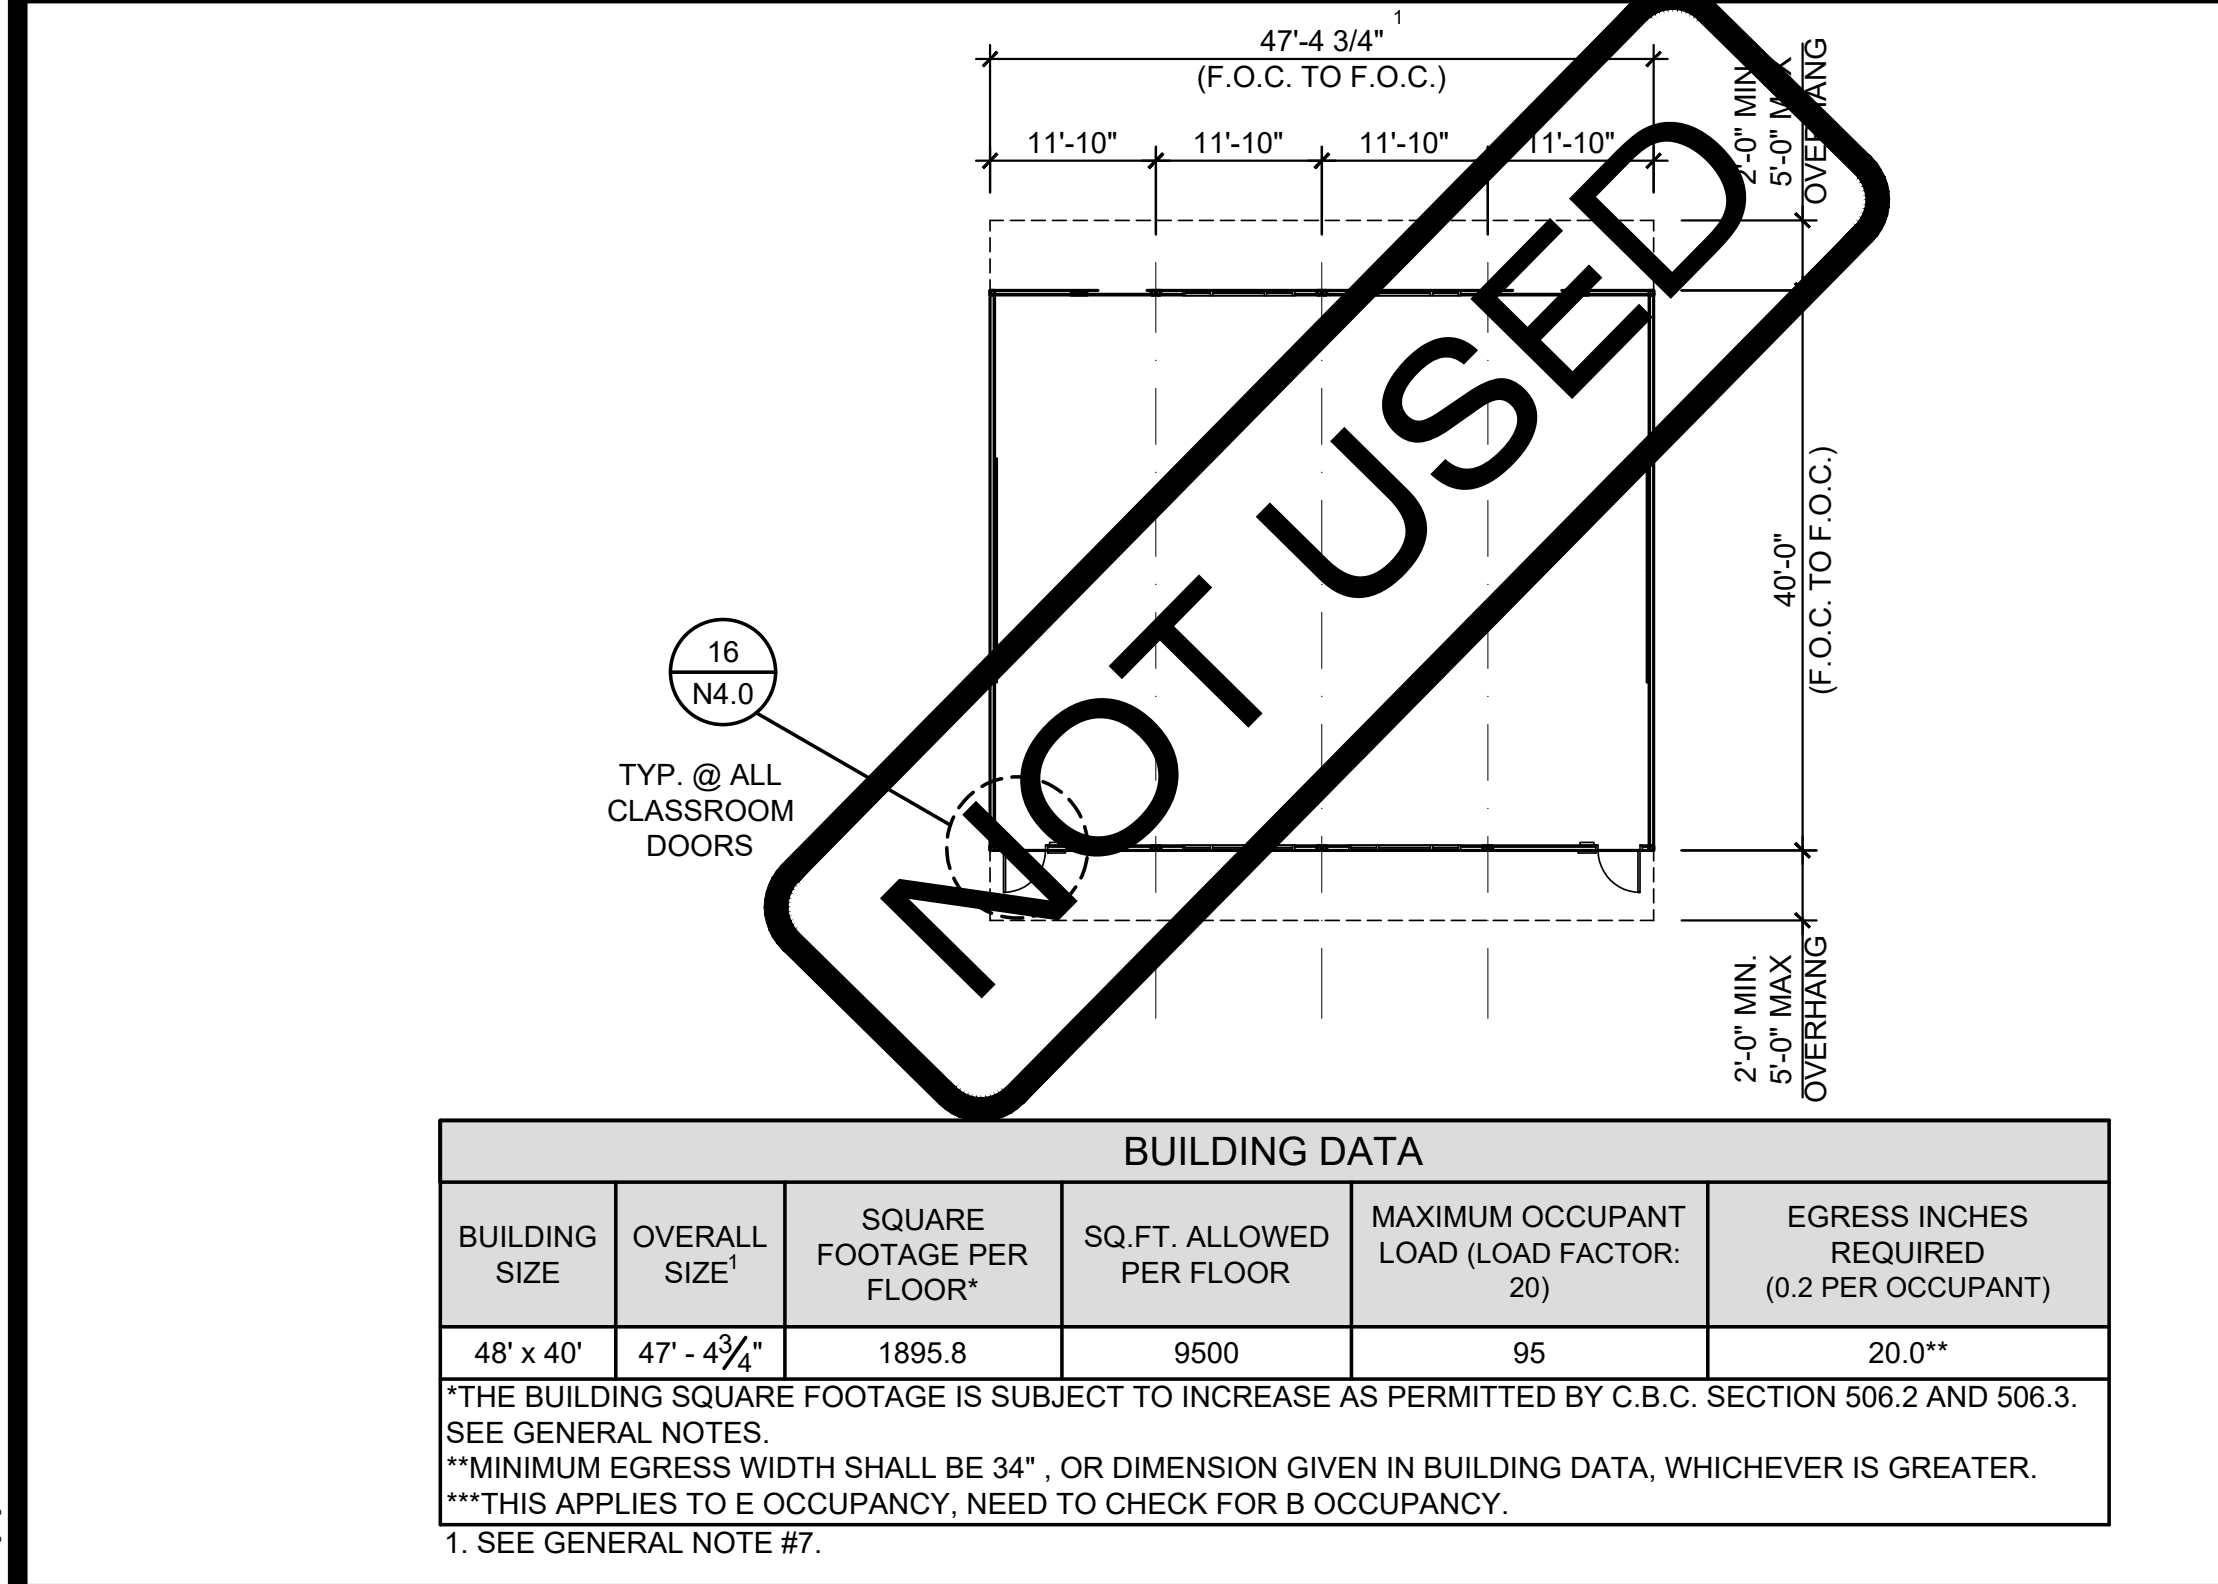 47'-4 3/4" 1
(F.O.C. TO F.O.C.)
11'-10" 11'-10" 11'-10" 11'-10"
2'-0" MIN.
5'-0" MAX
OVERHANG
NOT USED
40'-0"
(F.O.C. TO F.O.C.)
16
N4.0
TYP. @ ALL
CLASSROOM
DOORS
2'-0" MIN.
5'-0" MAX
OVERHANG
BUILDING DATA
BUILDING
SIZE
OVERALL
SIZE1
SQUARE
FOOTAGE PER
FLOOR*
SQ.FT. ALLOWED
PER FLOOR
MAXIMUM OCCUPANT
LOAD (LOAD FACTOR:
20)
EGRESS INCHES
REQUIRED
(0.2 PER OCCUPANT)
48' x 40' 47' - 4 3/4" 1895.8 9500 95 20.0**
*THE BUILDING SQUARE FOOTAGE IS SUBJECT TO INCREASE AS PERMITTED BY C.B.C. SECTION 506.2 AND 506.3.
SEE GENERAL NOTES.
**MINIMUM EGRESS WIDTH SHALL BE 34" , OR DIMENSION GIVEN IN BUILDING DATA, WHICHEVER IS GREATER.
***THIS APPLIES TO E OCCUPANCY, NEED TO CHECK FOR B OCCUPANCY.
1. SEE GENERAL NOTE #7.